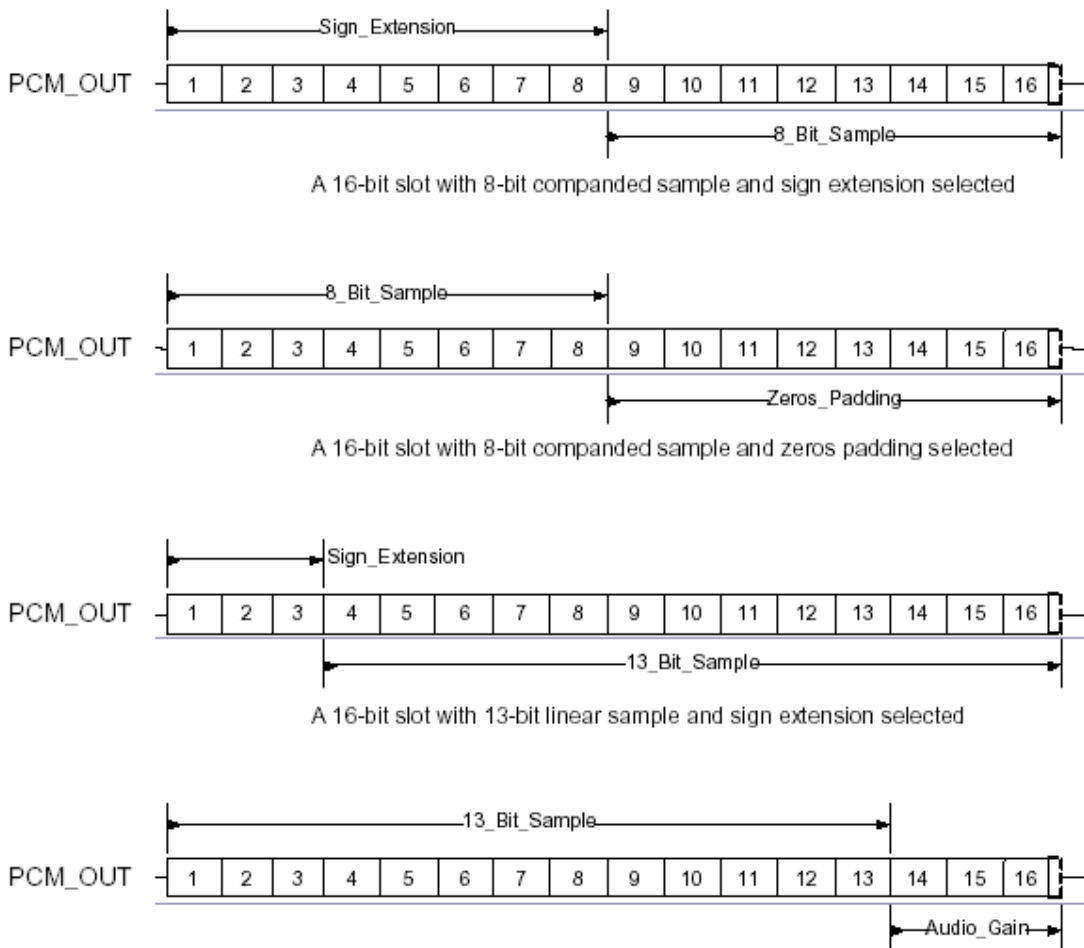 Sign_Extension
PCM_OUT 1 2 3 4 5 6 7 8 9 10 11 12 13 14 15 16
8_Bit_Sample
A 16-bit slot with 8-bit companded sample and sign extension selected
8_Bit_Sample
PCM_OUT 1 2 3 4 5 6 7 8 9 10 11 12 13 14 15 16
Zeros_Padding
A 16-bit slot with 8-bit companded sample and zeros padding selected
Sign_Extension
PCM_OUT 1 2 3 4 5 6 7 8 9 10 11 12 13 14 15 16
13_Bit_Sample
A 16-bit slot with 13-bit linear sample and sign extension selected
13_Bit_Sample
PCM_OUT 1 2 3 4 5 6 7 8 9 10 11 12 13 14 15 16
Audio_Gain